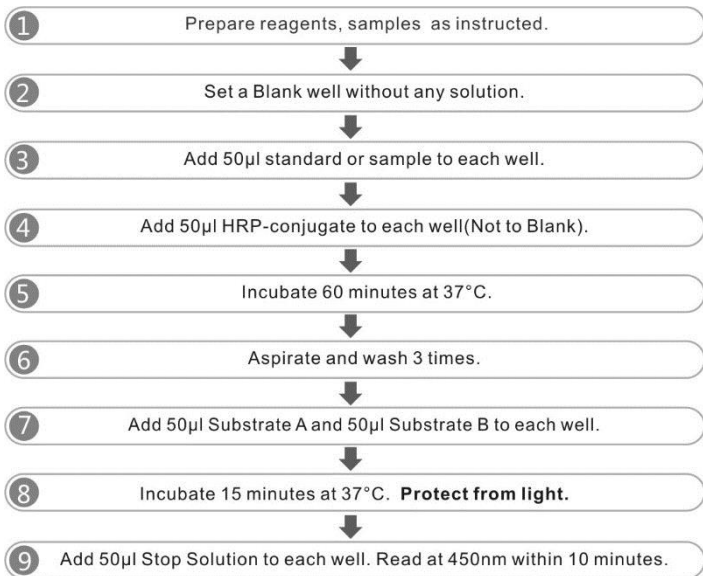 1 Prepare reagents, samples as instructed.
2 Set a Blank well without any solution.
3 Add 50μl standard or sample to each well.
4 Add 50μl HRP-conjugate to each well(Not to Blank).
5 Incubate 60 minutes at 37°C.
6 Aspirate and wash 3 times.
7 Add 50μl Substrate A and 50μl Substrate B to each well.
8 Incubate 15 minutes at 37°C. Protect from light.
9 Add 50μl Stop Solution to each well. Read at 450nm within 10 minutes.